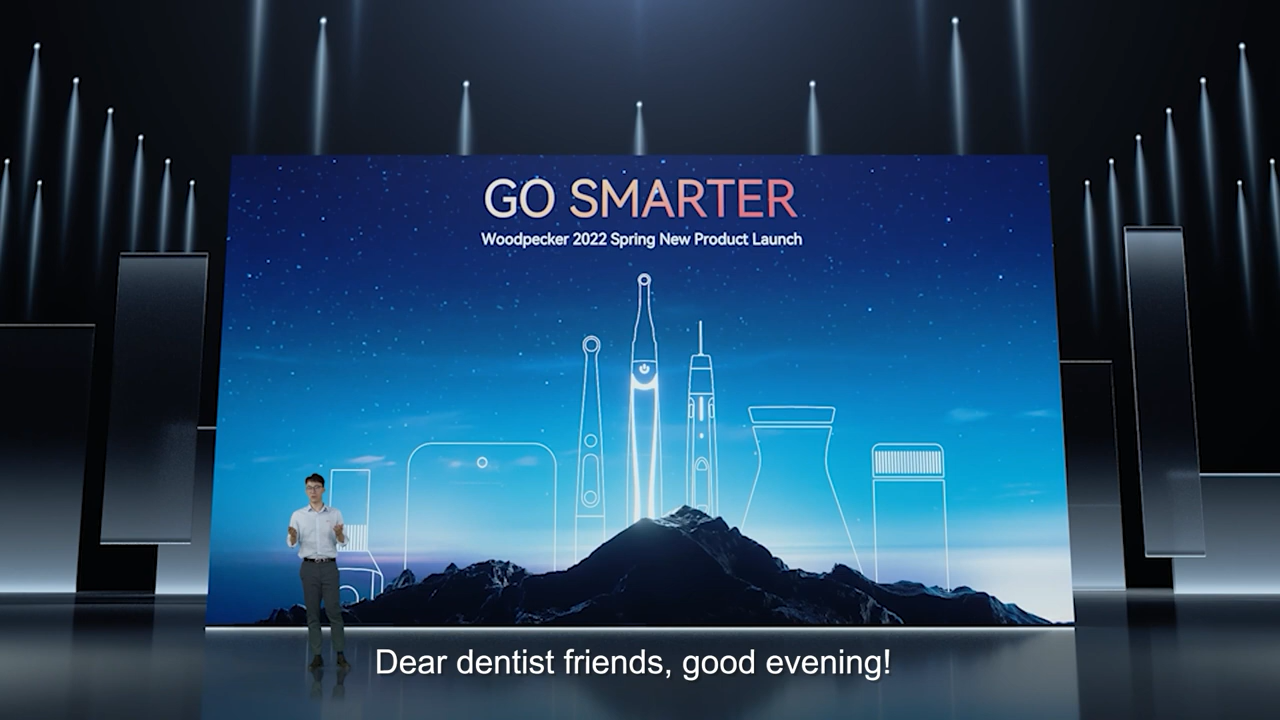 GO SMARTER
Woodpecker 2022 Spring New Product Launch
Dear dentist friends, good evening!